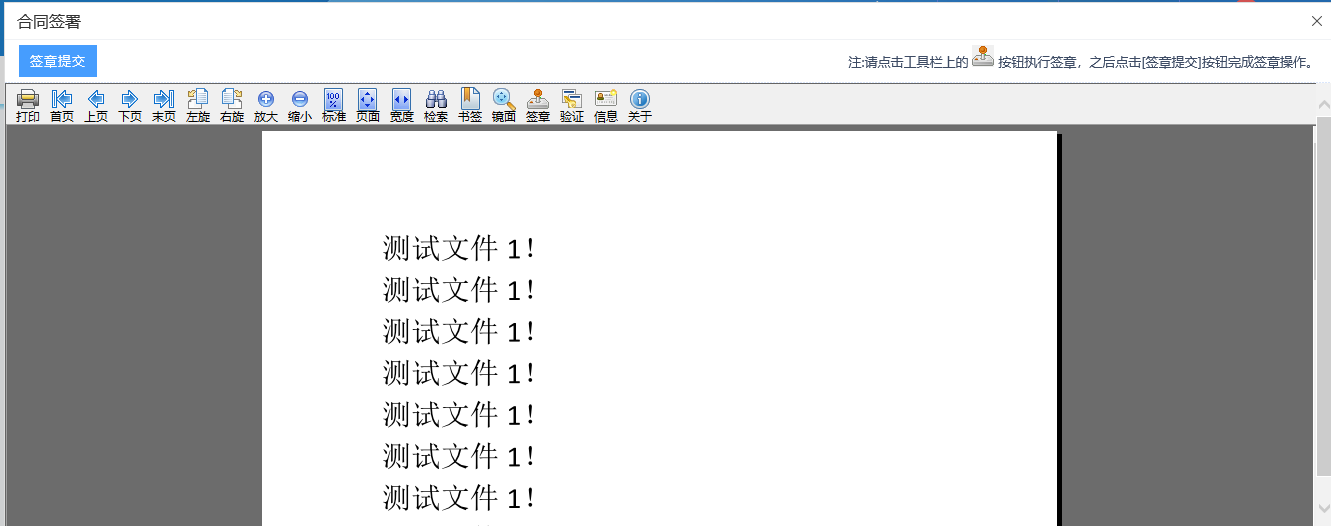 合同签署
签章提交
注:请点击工具栏上的 按钮执行签章，之后点击[签章提交]按钮完成签章操作。
打印 首页 上页 下页 末页 左旋 右旋 放大 缩小 标准 页面 宽度 检索 书签 镜面 签章 验证 信息 关于
测试文件 1！
测试文件 1！
测试文件 1！
测试文件 1！
测试文件 1！
测试文件 1！
测试文件 1！